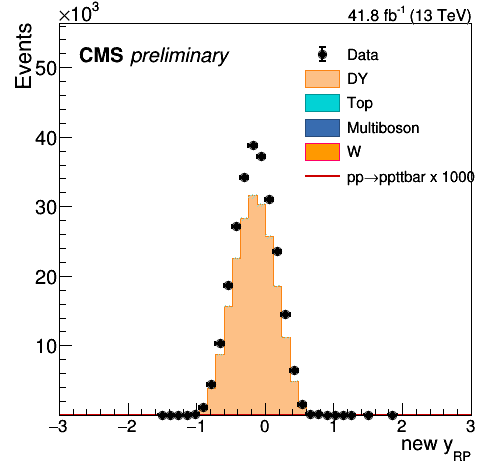 ×10³
41.8 fb⁻¹ (13 TeV)
Events
CMS preliminary
Data
DY
Top
Multiboson
W
pp→ppttbar x 1000
50
40
30
20
10
−3 −2 −1 0 1 2 3
new y_RP